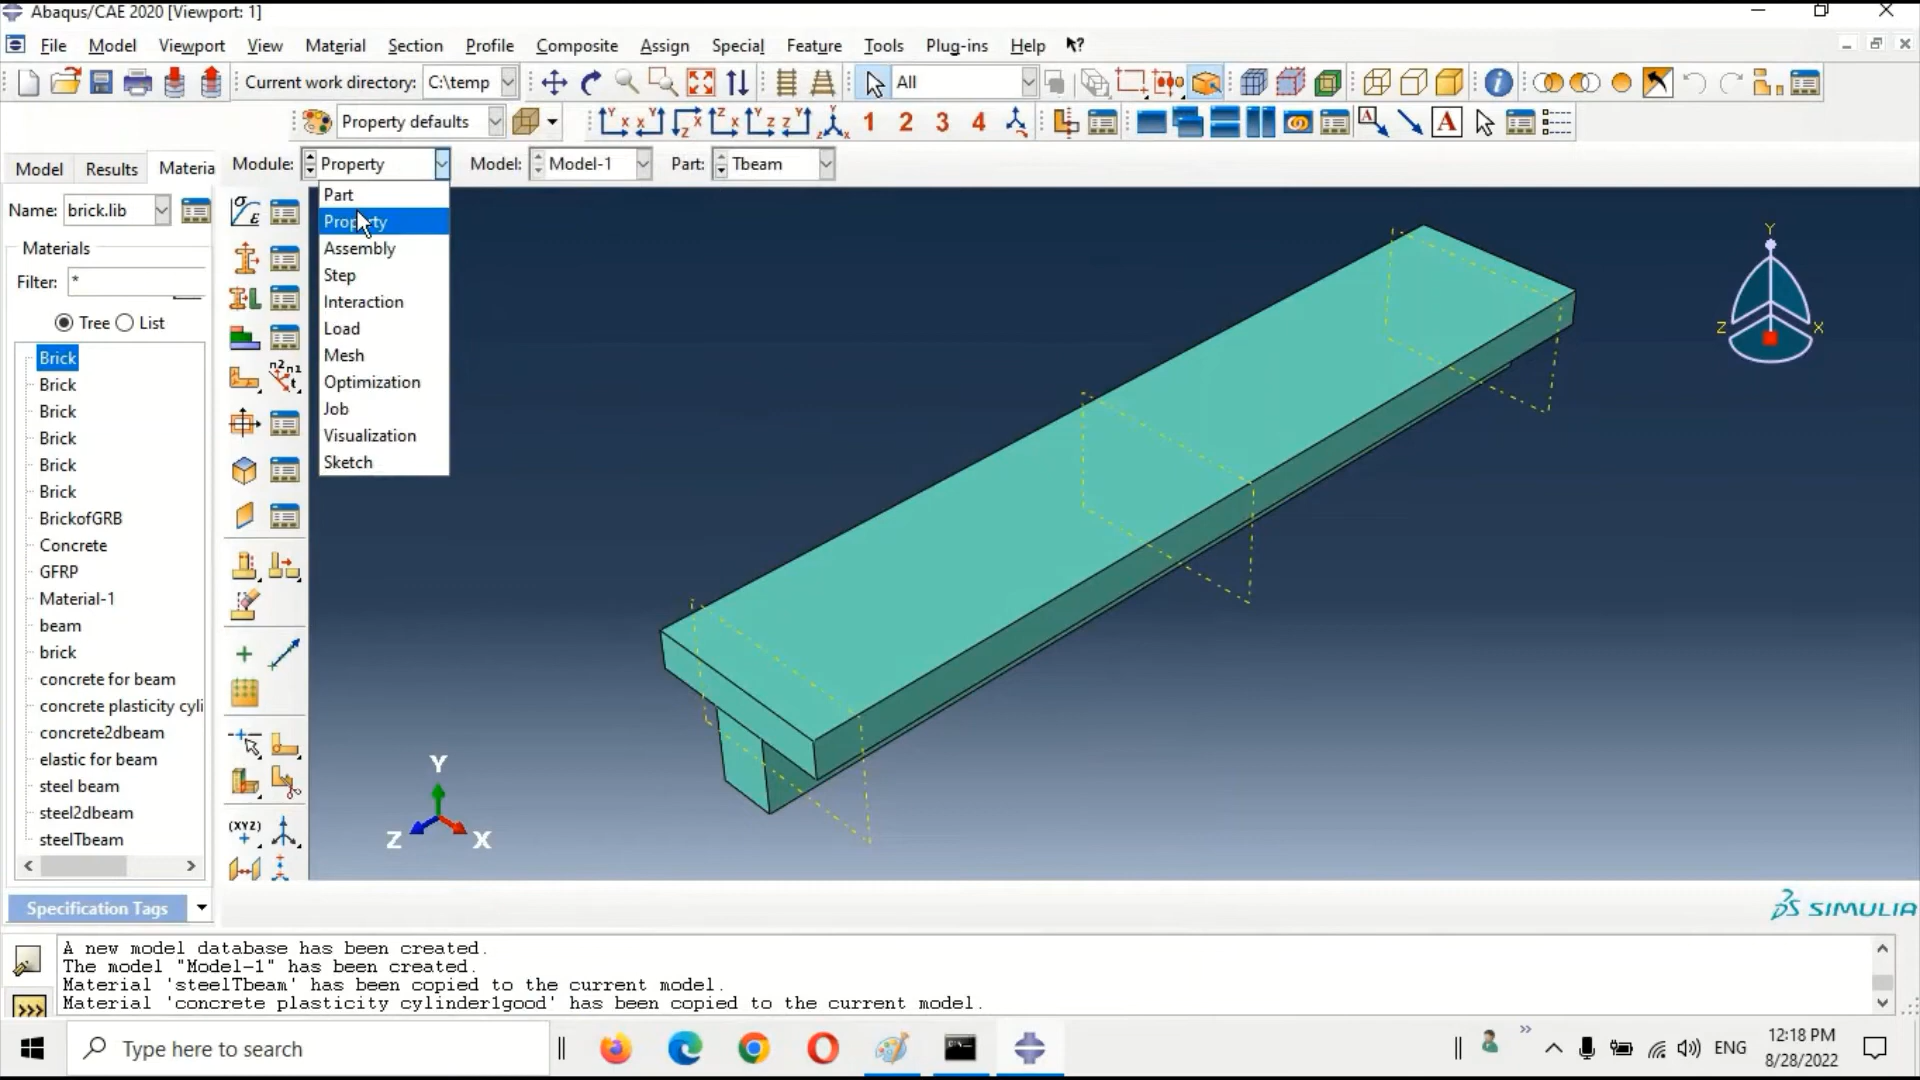 Abaqus/CAE 2020 [Viewport: 1]
File Model Viewport View Material Section Profile Composite Assign Special Feature Tools Plug-ins Help
Current work directory: C:\temp All
Property defaults 1 2 3 4 A A
Model Results Materia Module: Property Model: Model-1 Part: Tbeam
Name: brick.lib
Materials
Filter: *
Tree List
Brick
Brick
Brick
Brick
Brick
Brick
BrickofGRB
Concrete
GFRP
Material-1
beam
brick
concrete for beam
concrete plasticity cyli
concrete2dbeam
elastic for beam
steel beam
steel2dbeam
steelTbeam
Specification Tags
Part
Property
Assembly
Step
Interaction
Load
Mesh
Optimization
Job
Visualization
Sketch
n2 n1
t
(XYZ)
Y
Z X
Y
Z X
SIMULIA
A new model database has been created.
The model "Model-1" has been created.
Material 'steelTbeam' has been copied to the current model.
Material 'concrete plasticity cylinder1good' has been copied to the current model.
Type here to search
ENG
12:18 PM
8/28/2022